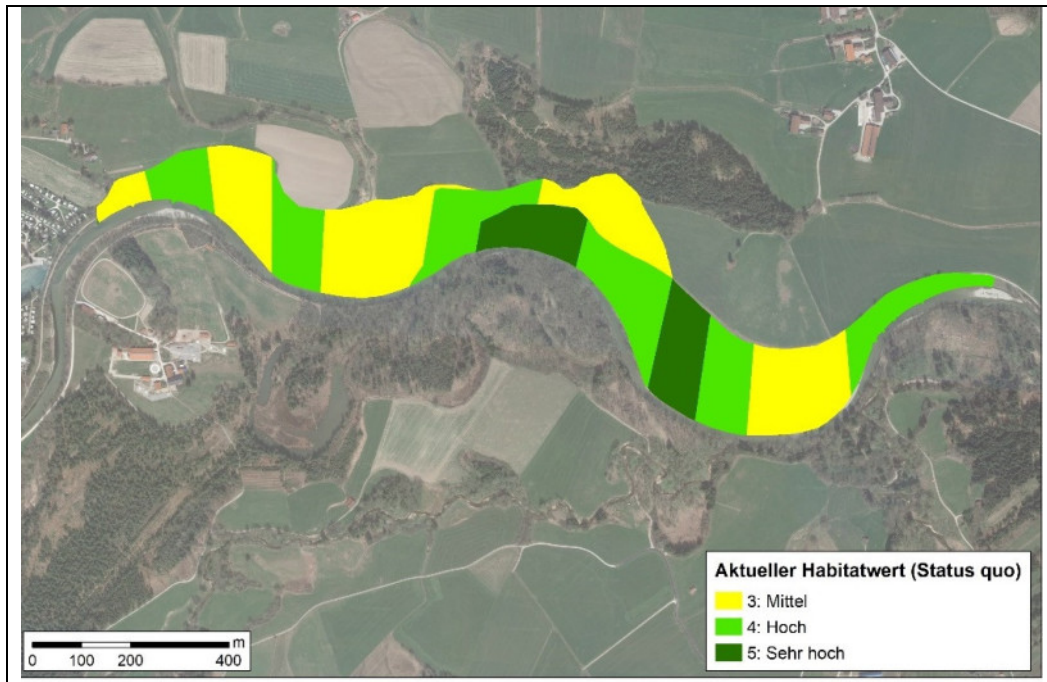 Aktueller Habitatwert (Status quo)
3: Mittel
4: Hoch
5: Sehr hoch
m
0 100 200 400